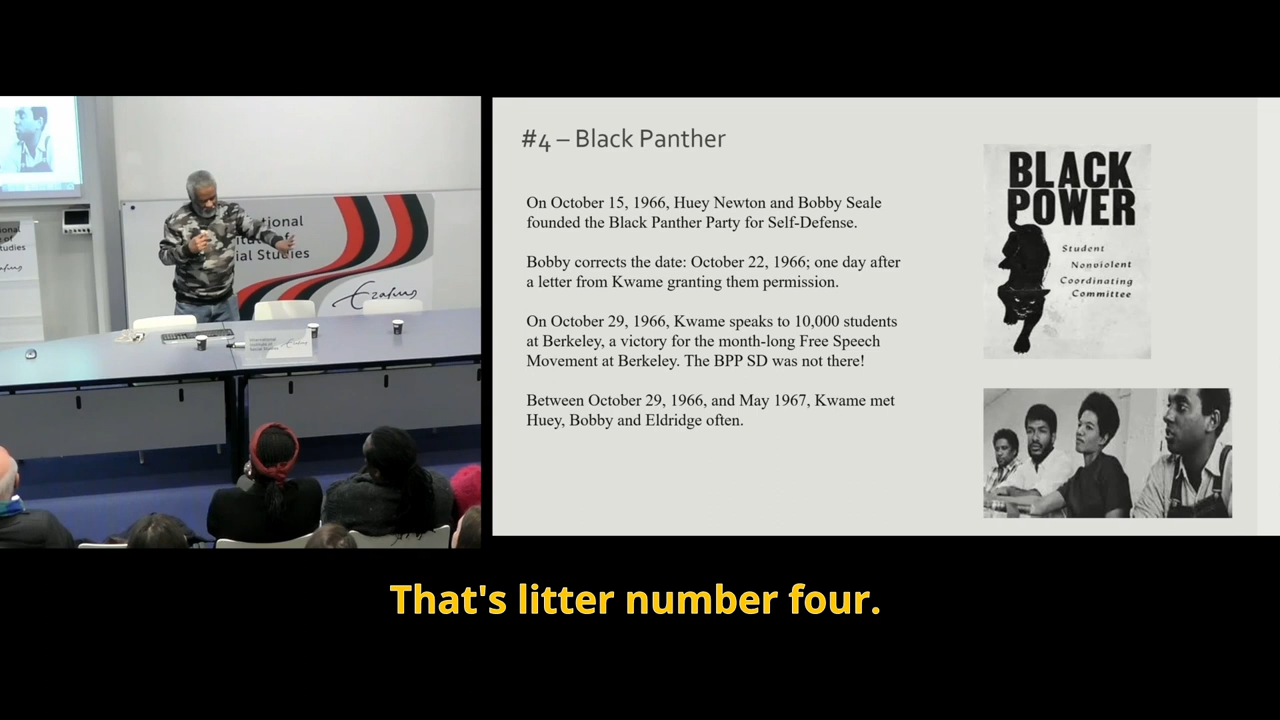 tional
ial Studies
Erasmus
#4 – Black Panther
On October 15, 1966, Huey Newton and Bobby Seale
founded the Black Panther Party for Self-Defense.
Bobby corrects the date: October 22, 1966; one day after
a letter from Kwame granting them permission.
On October 29, 1966, Kwame speaks to 10,000 students
at Berkeley, a victory for the month-long Free Speech
Movement at Berkeley. The BPP SD was not there!
Between October 29, 1966, and May 1967, Kwame met
Huey, Bobby and Eldridge often.
BLACK
POWER
Student
Nonviolent
Coordinating
Committee
That's litter number four.